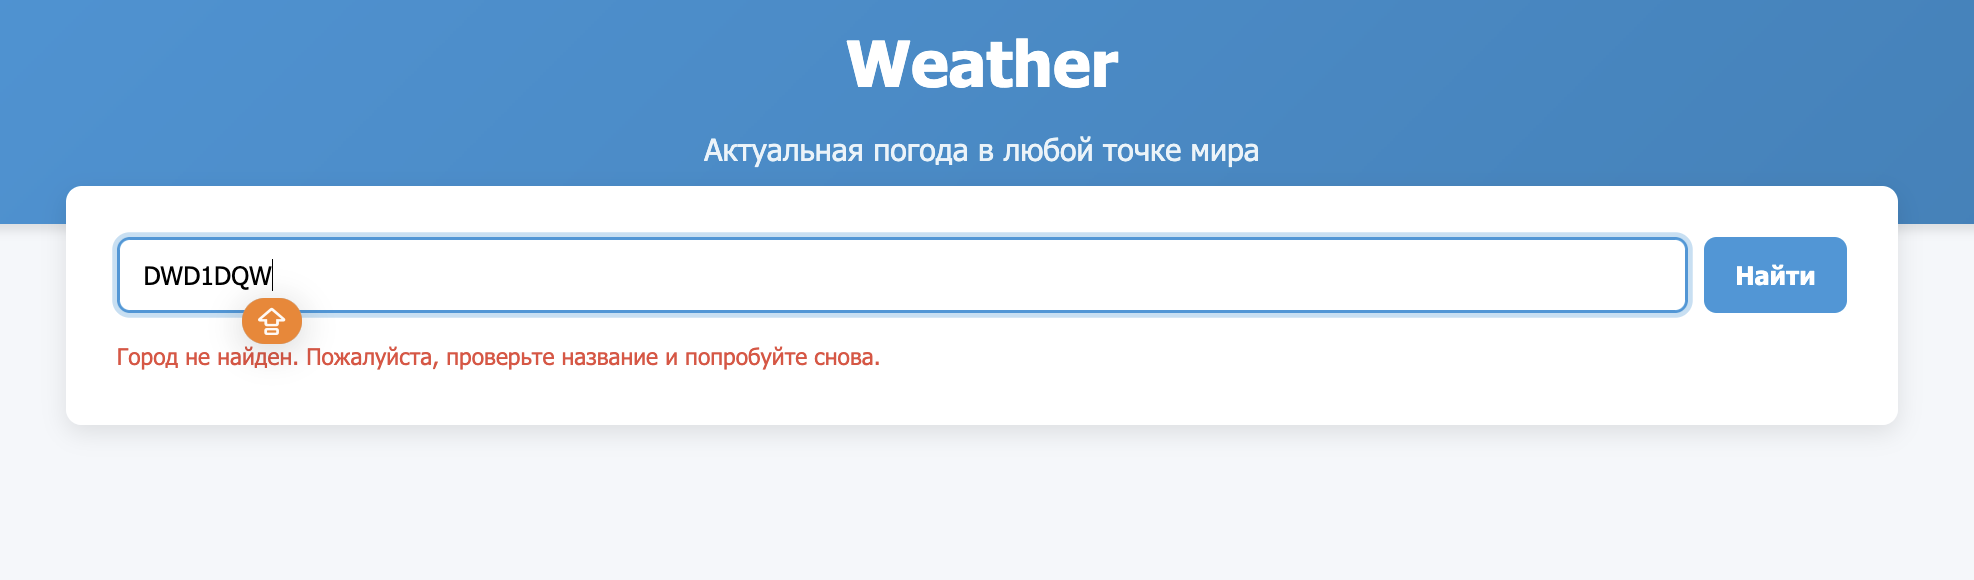 Weather
Актуальная погода в любой точке мира
DWD1DQW
Найти
Город не найден. Пожалуйста, проверьте название и попробуйте снова.